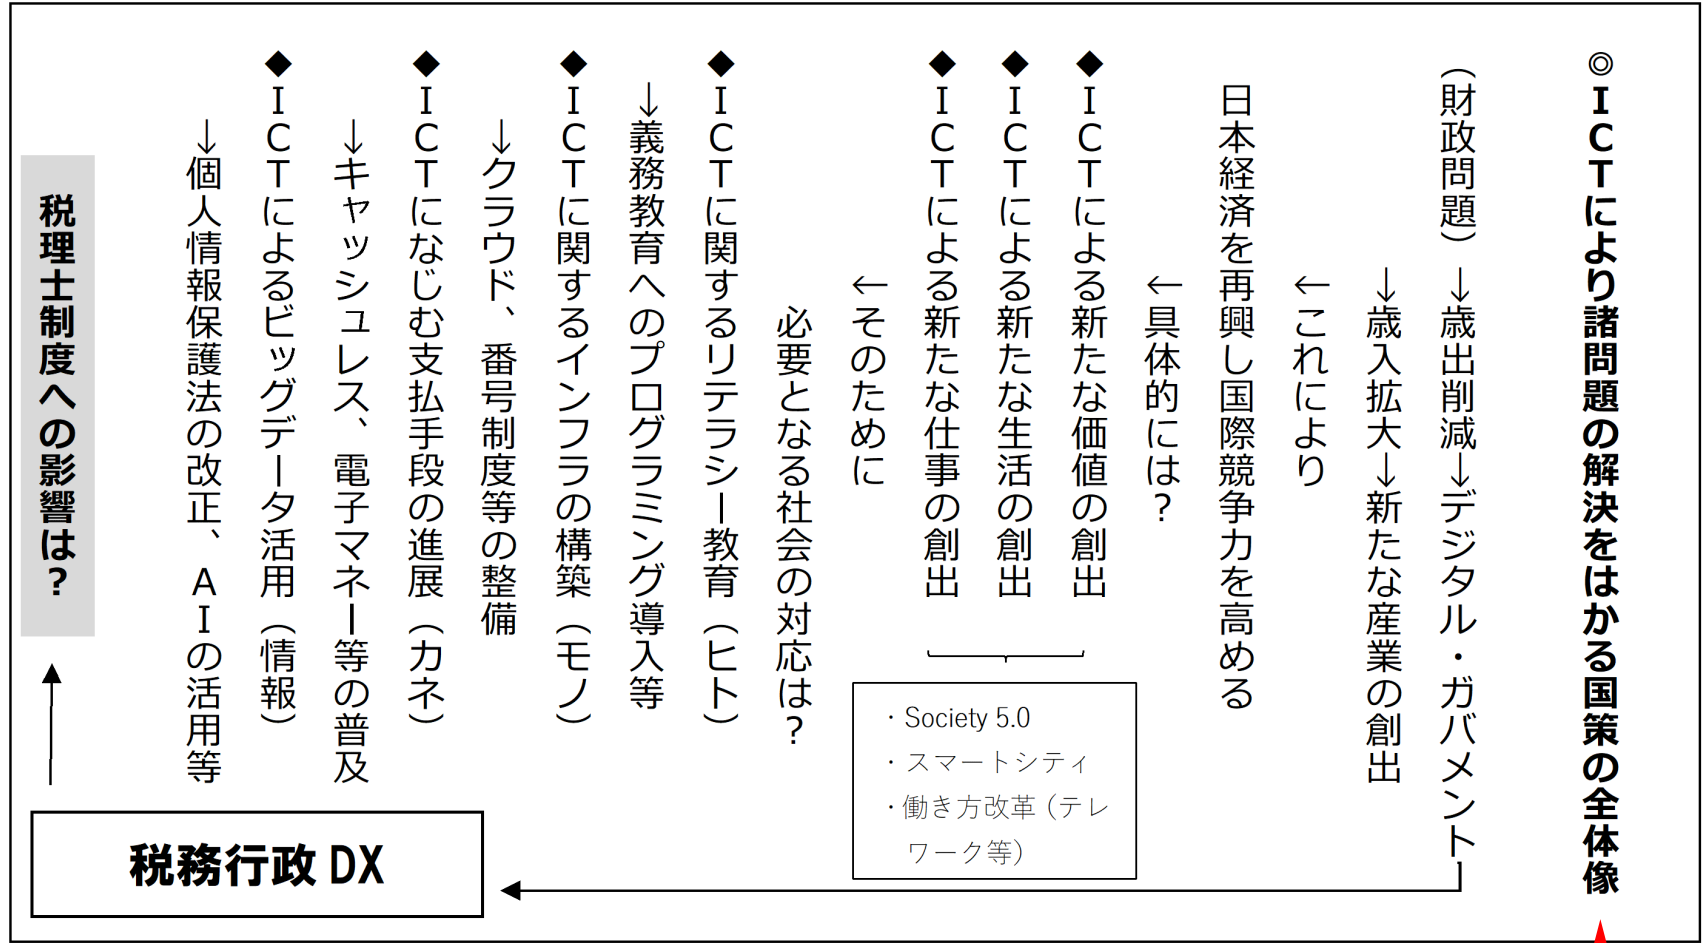 ◎ICTにより諸問題の解決をはかる国策の全体像
(財政問題) →歳出削減→デジタル・ガバメント
→歳入拡大→新たな産業の創出
↓これにより
日本経済を再興し国際競争力を高める
↓具体的には?
◆ICTによる新たな価値の創出
◆ICTによる新たな生活の創出
◆ICTによる新たな仕事の創出
・Society 5.0
・スマートシティ
・働き方改革(テレ
ワーク等)
↓そのために
必要となる社会の対応は?
◆ICTに関するリテラシー教育(ヒト)
→義務教育へのプログラミング導入等
◆ICTに関するインフラの構築(モノ)
→クラウド、番号制度等の整備
◆ICTになじむ支払手段の進展(カネ)
→キャッシュレス、電子マネー等の普及
◆ICTによるビッグデータ活用(情報)
→個人情報保護法の改正、AIの活用等
税務行政DX
税理士制度への影響は?